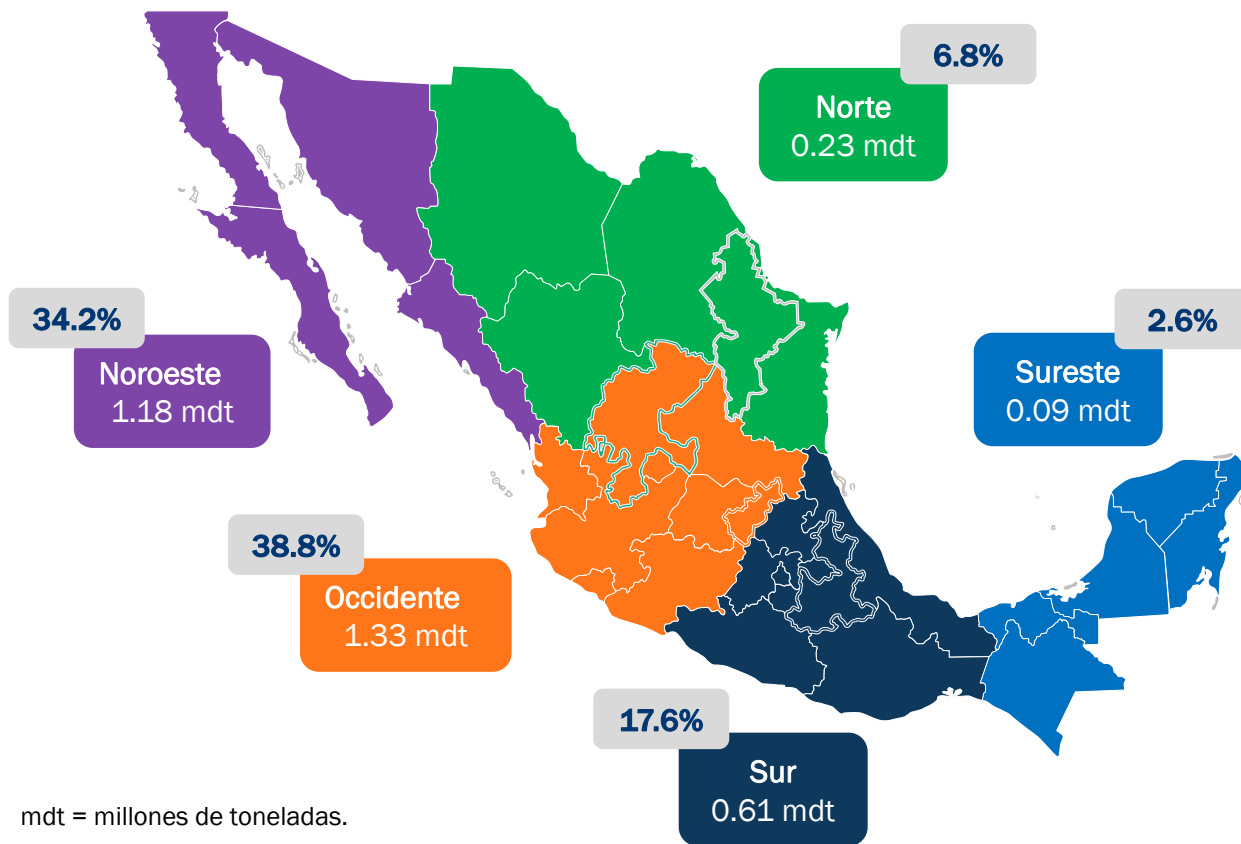 6.8%
Norte
0.23 mdt
34.2%
Noroeste
1.18 mdt
2.6%
Sureste
0.09 mdt
38.8%
Occidente
1.33 mdt
17.6%
Sur
0.61 mdt
mdt = millones de toneladas.